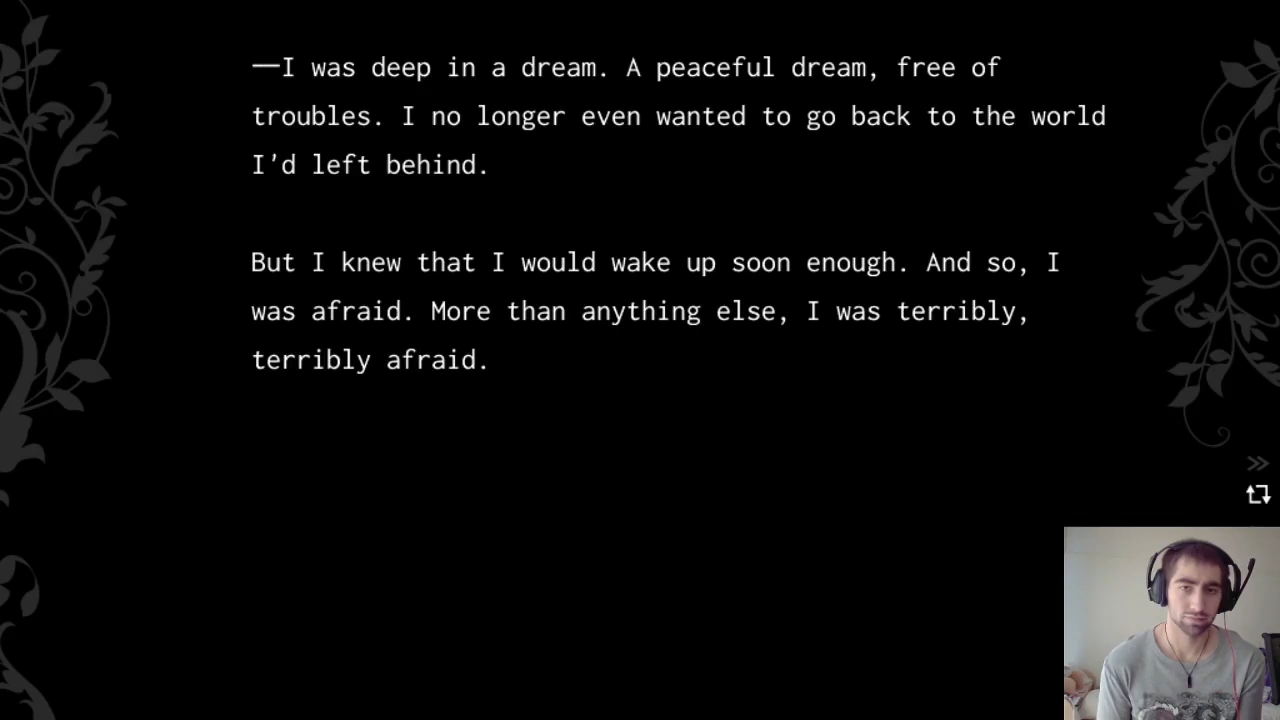 —I was deep in a dream. A peaceful dream, free of
troubles. I no longer even wanted to go back to the world
I'd left behind.
But I knew that I would wake up soon enough. And so, I
was afraid. More than anything else, I was terribly,
terribly afraid.